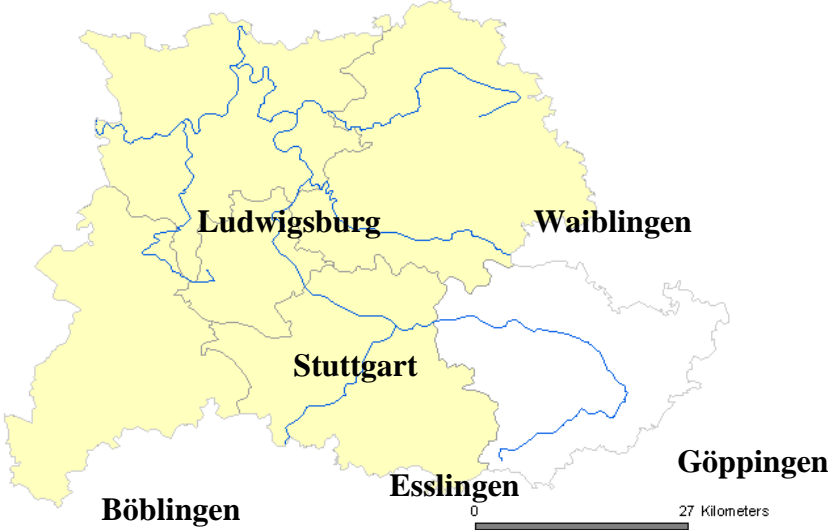 Ludwigsburg
Waiblingen
Stuttgart
Göppingen
Esslingen
Böblingen
0 27 Kilometers